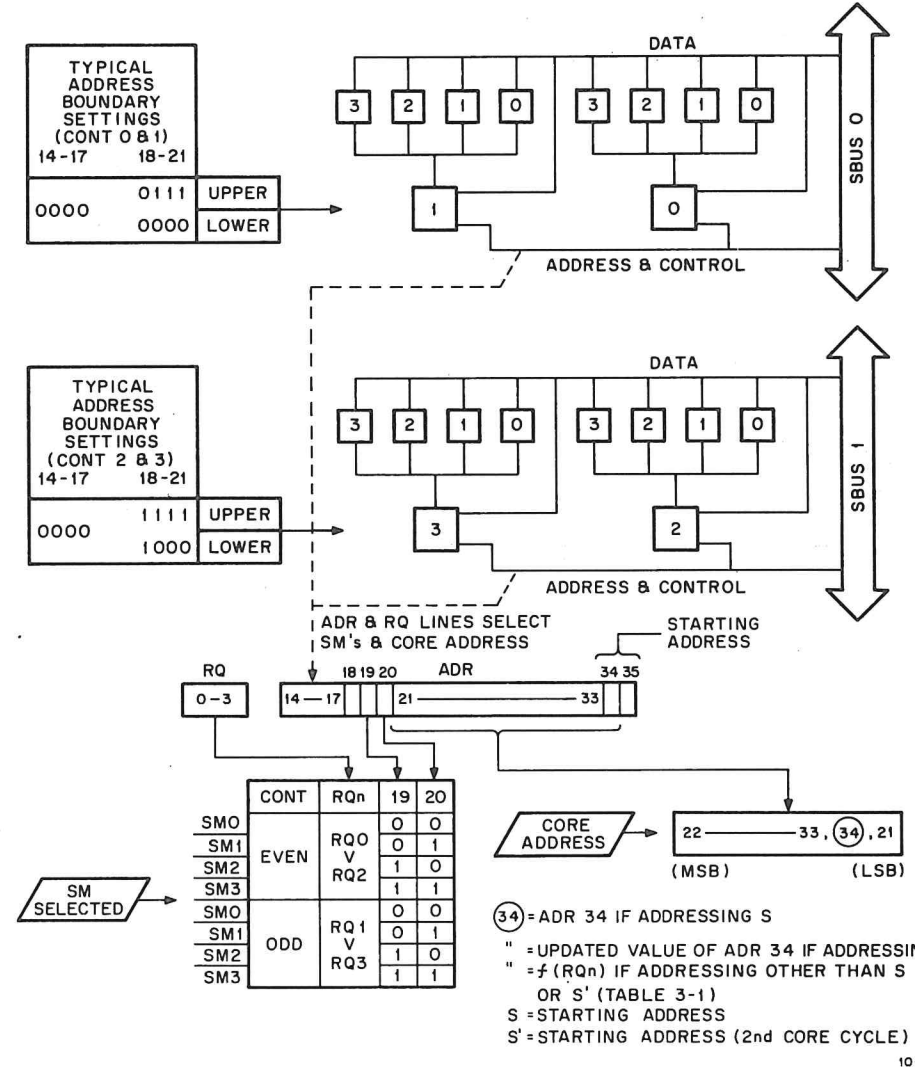 TYPICAL
ADDRESS
BOUNDARY
SETTINGS
(CONT 0 & 1)
14-17 18-21
0000
0111 UPPER
0000 LOWER
DATA
3 2 1 0 3 2 1 0
1 0
ADDRESS & CONTROL
SBUS 0
TYPICAL
ADDRESS
BOUNDARY
SETTINGS
(CONT 2 & 3)
14-17 18-21
0000
1111 UPPER
1000 LOWER
DATA
3 2 1 0 3 2 1 0
3 2
ADDRESS & CONTROL
SBUS 1
ADR & RQ LINES SELECT
SM's & CORE ADDRESS
STARTING
ADDRESS
RQ
0-3
18 19 20 ADR 34 35
14—17 21—33
CONT RQn 19 20
SM0 0 0
SM1 0 1
SM2 1 0
SM3 1 1
EVEN
RQ0
V
RQ2
SM0 0 0
SM1 0 1
SM2 1 0
SM3 1 1
ODD
RQ1
V
RQ3
SM
SELECTED
CORE
ADDRESS
22—33, 34, 21
(MSB) (LSB)
34 = ADR 34 IF ADDRESSING S
" = UPDATED VALUE OF ADR 34 IF
" = f (RQn) IF ADDRESSING OTHER THAN S
OR S' (TABLE 3-1)
S = STARTING ADDRESS
S' = STARTING ADDRESS (2nd CORE CYCLE)
10